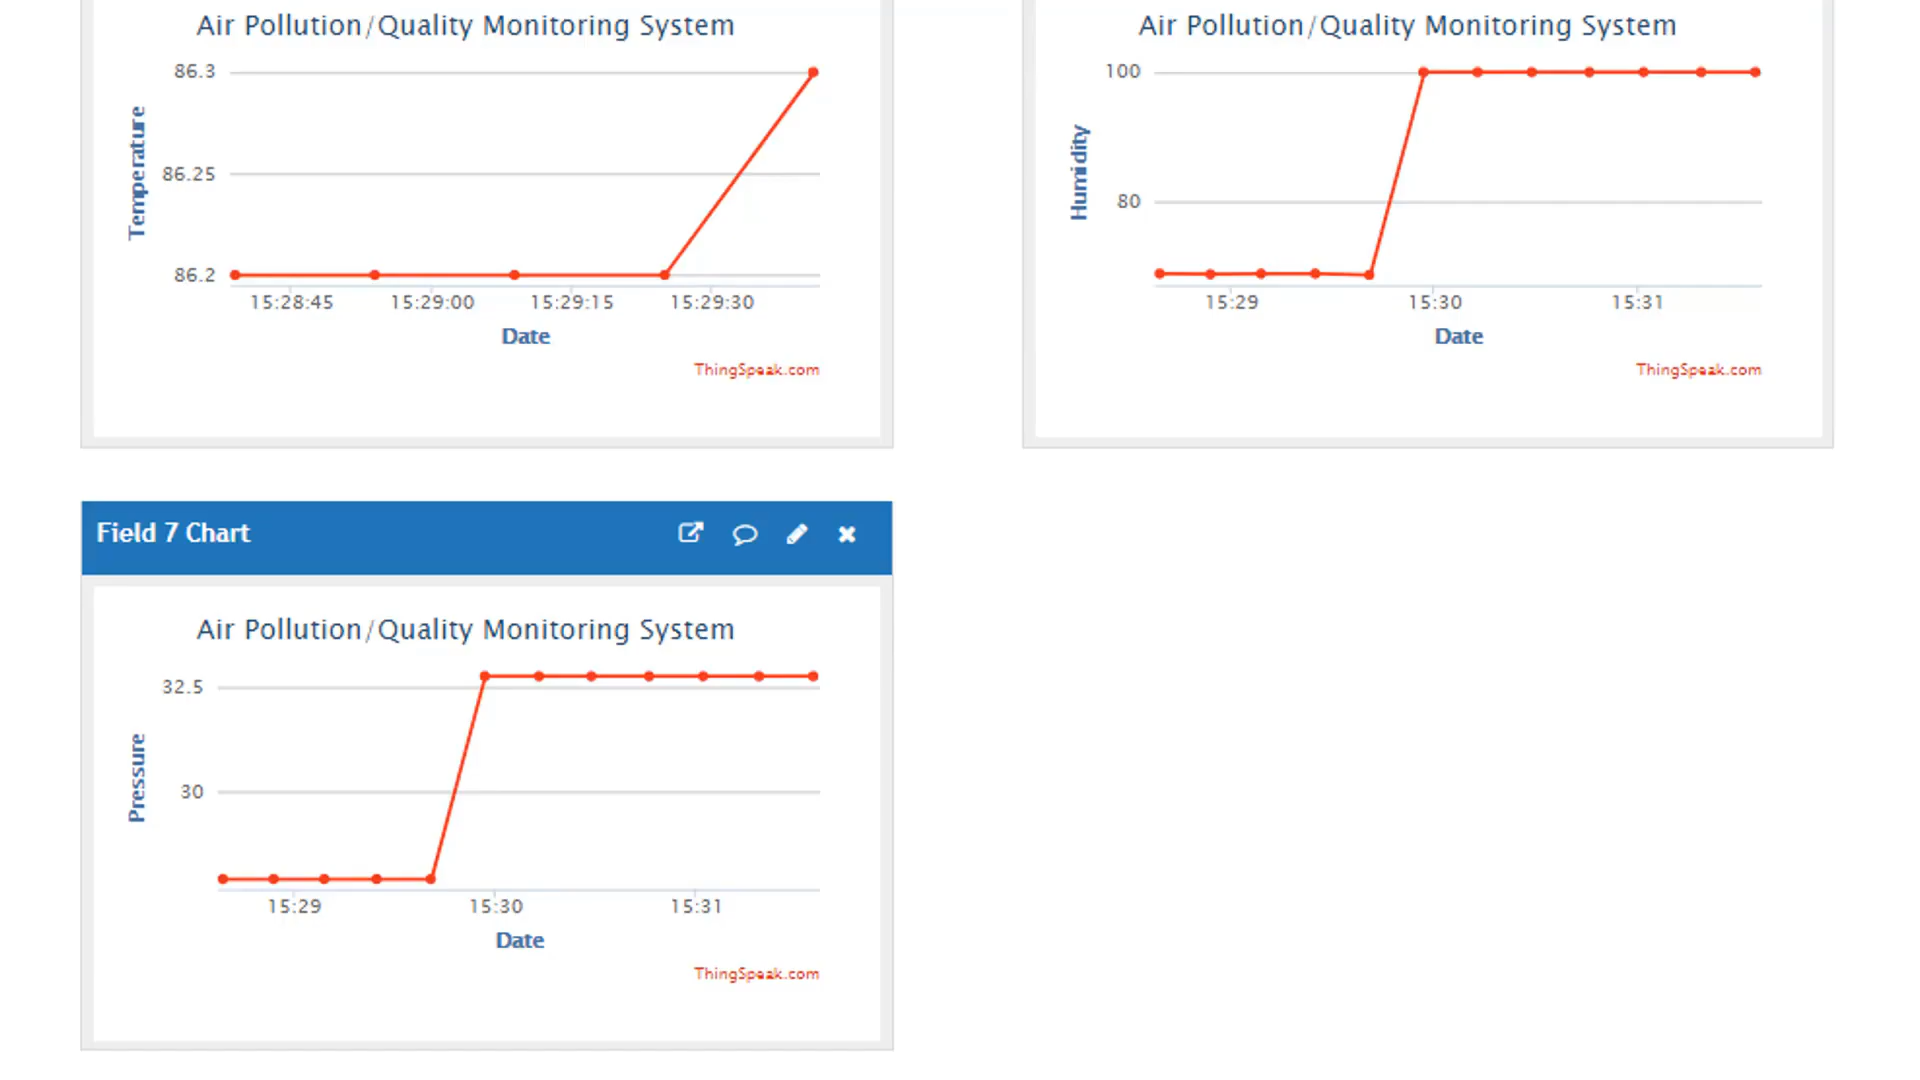 Air Pollution/Quality Monitoring System
86.3
86.25
86.2
Temperature
15:28:45 15:29:00 15:29:15 15:29:30
Date
ThingSpeak.com
Air Pollution/Quality Monitoring System
100
80
Humidity
15:29 15:30 15:31
Date
ThingSpeak.com
Field 7 Chart
Air Pollution/Quality Monitoring System
32.5
30
Pressure
15:29 15:30 15:31
Date
ThingSpeak.com